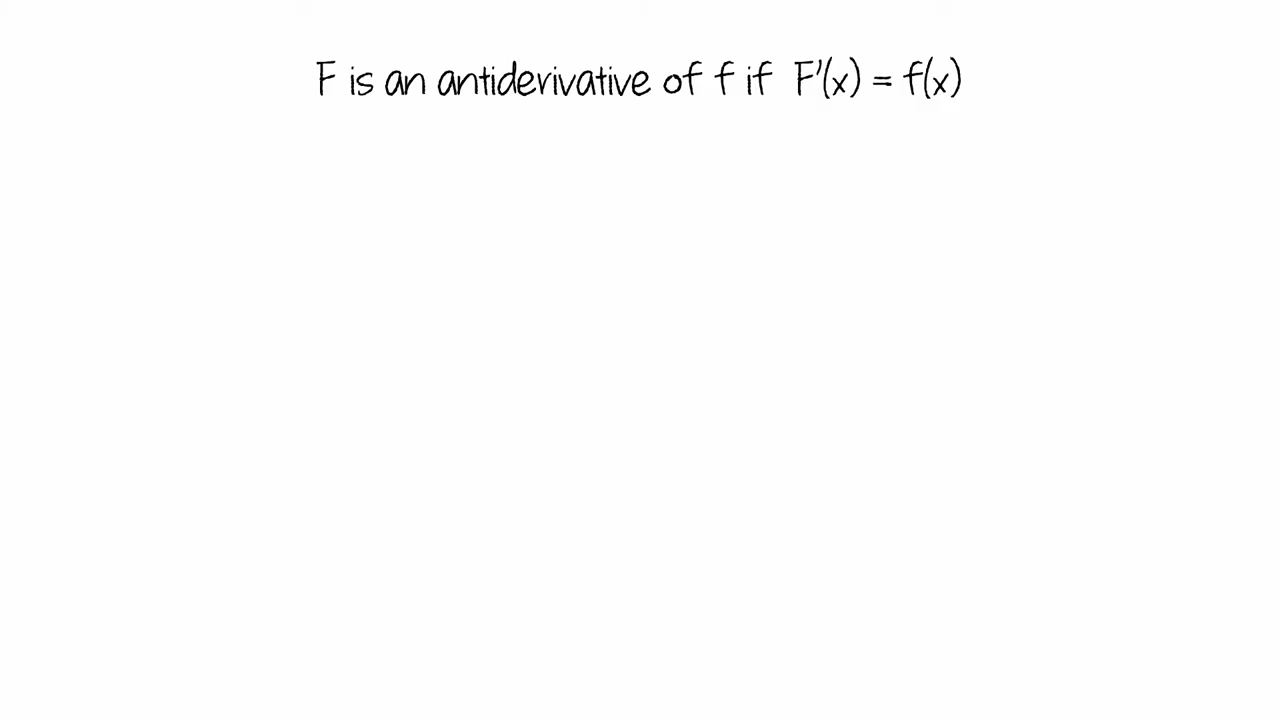 F is an antiderivative of f if F'(x) = f(x)